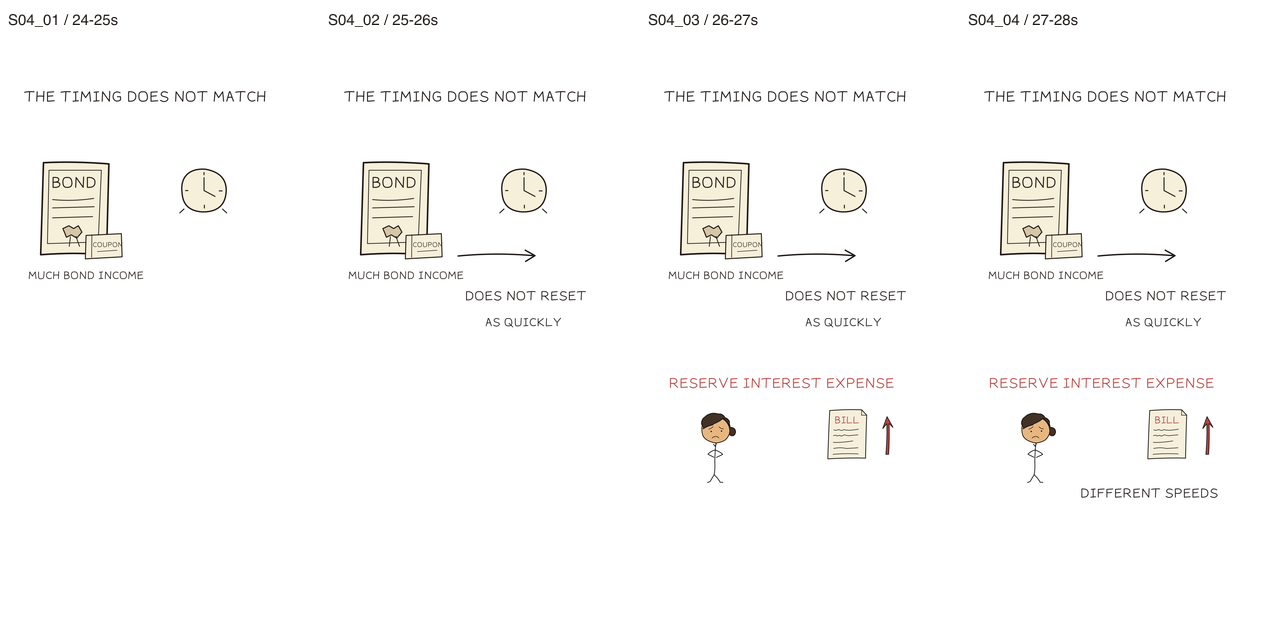 S04_01 / 24-25s
THE TIMING DOES NOT MATCH
BOND
COUPON
MUCH BOND INCOME
S04_02 / 25-26s
THE TIMING DOES NOT MATCH
BOND
COUPON
MUCH BOND INCOME
DOES NOT RESET
AS QUICKLY
S04_03 / 26-27s
THE TIMING DOES NOT MATCH
BOND
COUPON
MUCH BOND INCOME
DOES NOT RESET
AS QUICKLY
RESERVE INTEREST EXPENSE
BILL
S04_04 / 27-28s
THE TIMING DOES NOT MATCH
BOND
COUPON
MUCH BOND INCOME
DOES NOT RESET
AS QUICKLY
RESERVE INTEREST EXPENSE
BILL
DIFFERENT SPEEDS